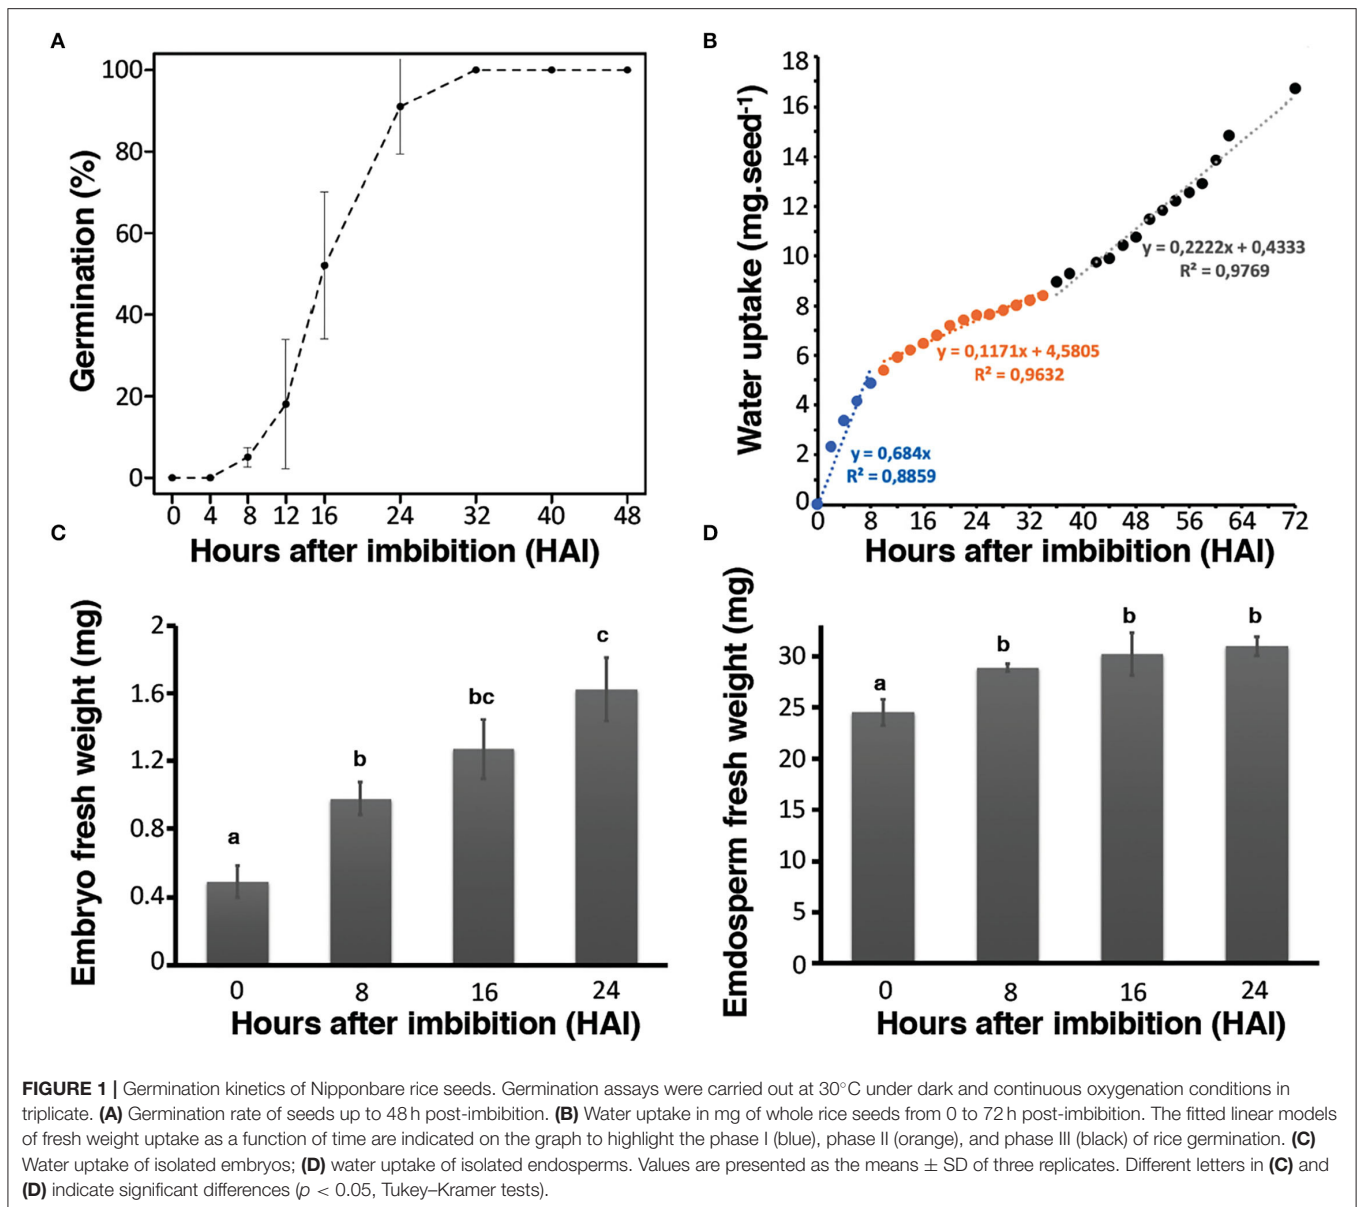 A
Germination (%)
100
80
60
40
20
0
0 4 8 12 16 24 32 40 48
Hours after imbibition (HAI)
B
Water uptake (mg.seed-1)
18
16
14
12
10
8
6
4
2
0
y = 0,2222x + 0,4333
R² = 0,9769
y = 0,1171x + 4,5805
R² = 0,9632
y = 0,684x
R² = 0,8859
0 8 16 24 32 40 48 56 64 72
Hours after imbibition (HAI)
C
Embryo fresh weight (mg)
2
1.6
1.2
0.8
0.4
0
a
b
bc
c
0 8 16 24
Hours after imbibition (HAI)
D
Emdosperm fresh weight (mg)
30
25
20
15
10
5
0
a
b
b
b
0 8 16 24
Hours after imbibition (HAI)
FIGURE 1 | Germination kinetics of Nipponbare rice seeds. Germination assays were carried out at 30°C under dark and continuous oxygenation conditions in
triplicate. (A) Germination rate of seeds up to 48 h post-imbibition. (B) Water uptake in mg of whole rice seeds from 0 to 72 h post-imbibition. The fitted linear models
of fresh weight uptake as a function of time are indicated on the graph to highlight the phase I (blue), phase II (orange), and phase III (black) of rice germination. (C)
Water uptake of isolated embryos; (D) water uptake of isolated endosperms. Values are presented as the means ± SD of three replicates. Different letters in (C) and
(D) indicate significant differences (p < 0.05, Tukey–Kramer tests).